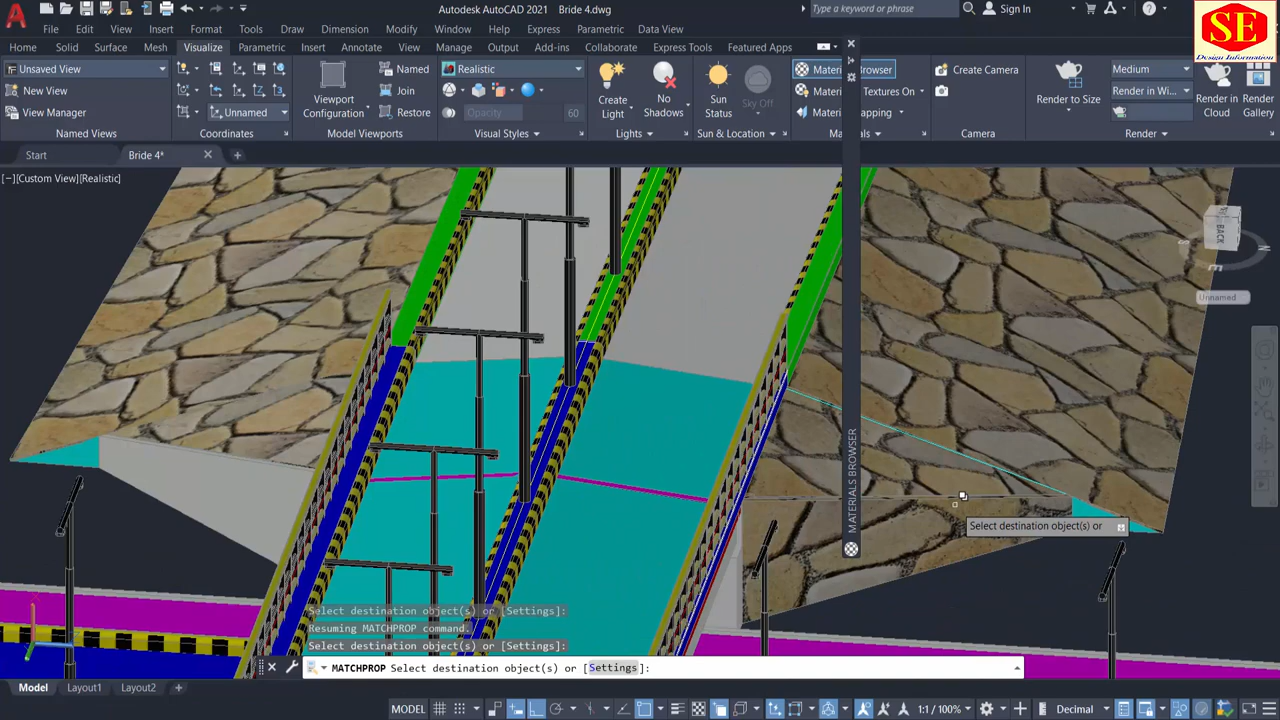 Autodesk AutoCAD 2021 Bride 4.dwg
Type a keyword or phrase
Sign In
SE
Design Information
File Edit View Insert Format Tools Draw Dimension Modify Window Help Express Parametric Data View
Home Solid Surface Mesh Visualize Parametric Insert Annotate View Manage Output Add-ins Collaborate Express Tools Featured Apps
Unsaved View
New View
View Manager
Named Views
Unnamed
Coordinates
Viewport
Configuration
Named
Join
Restore
Model Viewports
Realistic
Opacity 60
Visual Styles
Create
Light
No
Shadows
Lights
Sun
Status
Sky Off
Sun & Location
Create Camera
Camera
Render to Size
Medium
Render in Wi...
Render in
Cloud
Render
Gallery
Render
Start
Bride 4*
[−][Custom View][Realistic]
BACK
E
Unnamed
MATERIALS BROWSER
Select destination object(s) or
Select destination object(s) or [Settings]:
Resuming MATCHPROP command.
Select destination object(s) or [Settings]:
MATCHPROP Select destination object(s) or [Settings]:
Model Layout1 Layout2
MODEL
1:1 / 100%
Decimal